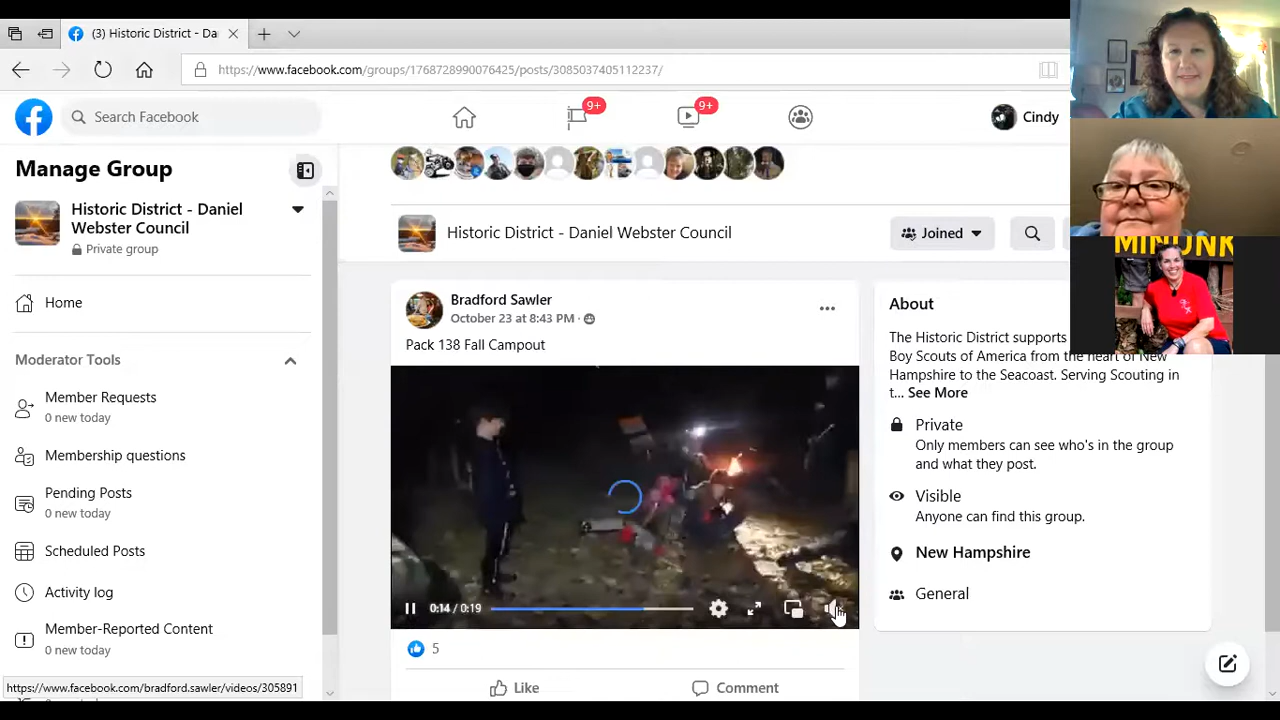 (3) Historic District - Da
https://www.facebook.com/groups/1768728990076425/posts/3085037405112237/
Search Facebook
9+
9+
Cindy
Manage Group
Historic District - Daniel
Webster Council
Private group
Home
Moderator Tools
Member Requests
0 new today
Membership questions
Pending Posts
0 new today
Scheduled Posts
Activity log
Member-Reported Content
0 new today
https://www.facebook.com/bradford.sawler/videos/305891
Historic District - Daniel Webster Council
Joined
Bradford Sawler
October 23 at 8:43 PM ·
Pack 138 Fall Campout
0:14 / 0:19
5
Like
Comment
About
The Historic District supports
Boy Scouts of America from the heart of New
Hampshire to the Seacoast. Serving Scouting in
t... See More
Private
Only members can see who's in the group
and what they post.
Visible
Anyone can find this group.
New Hampshire
General